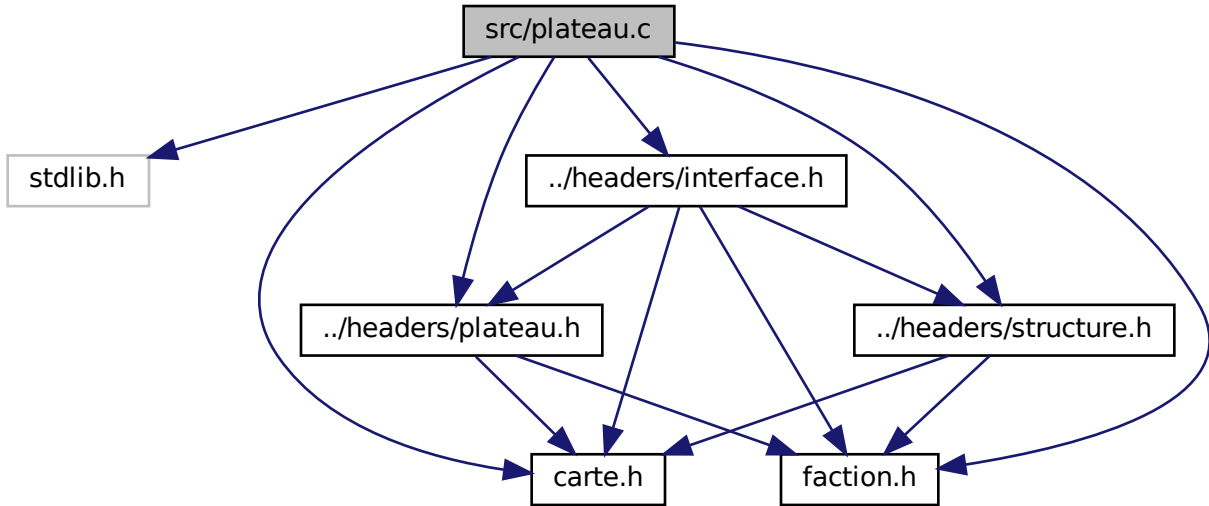 src/plateau.c
stdlib.h
../headers/interface.h
../headers/plateau.h
../headers/structure.h
carte.h
faction.h